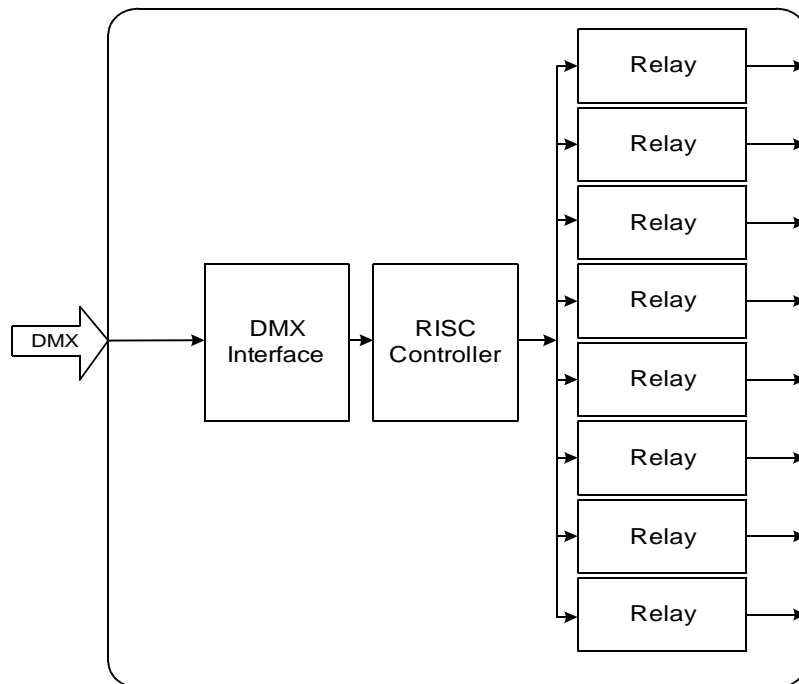 DMX
DMX
Interface
RISC
Controller
Relay
Relay
Relay
Relay
Relay
Relay
Relay
Relay